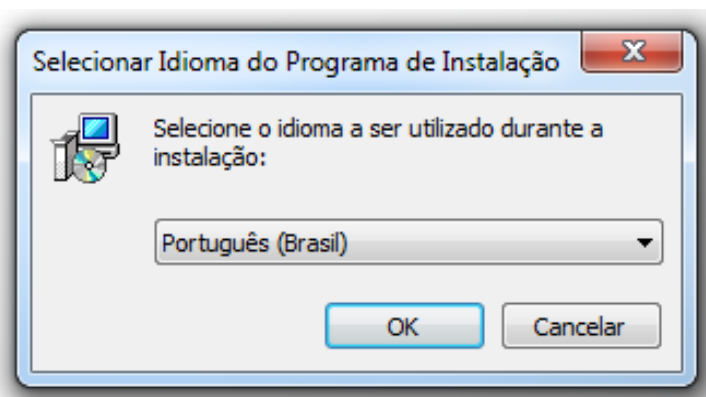 Selecionar Idioma do Programa de Instalação
Selecione o idioma a ser utilizado durante a
instalação:
Português (Brasil)
OK
Cancelar